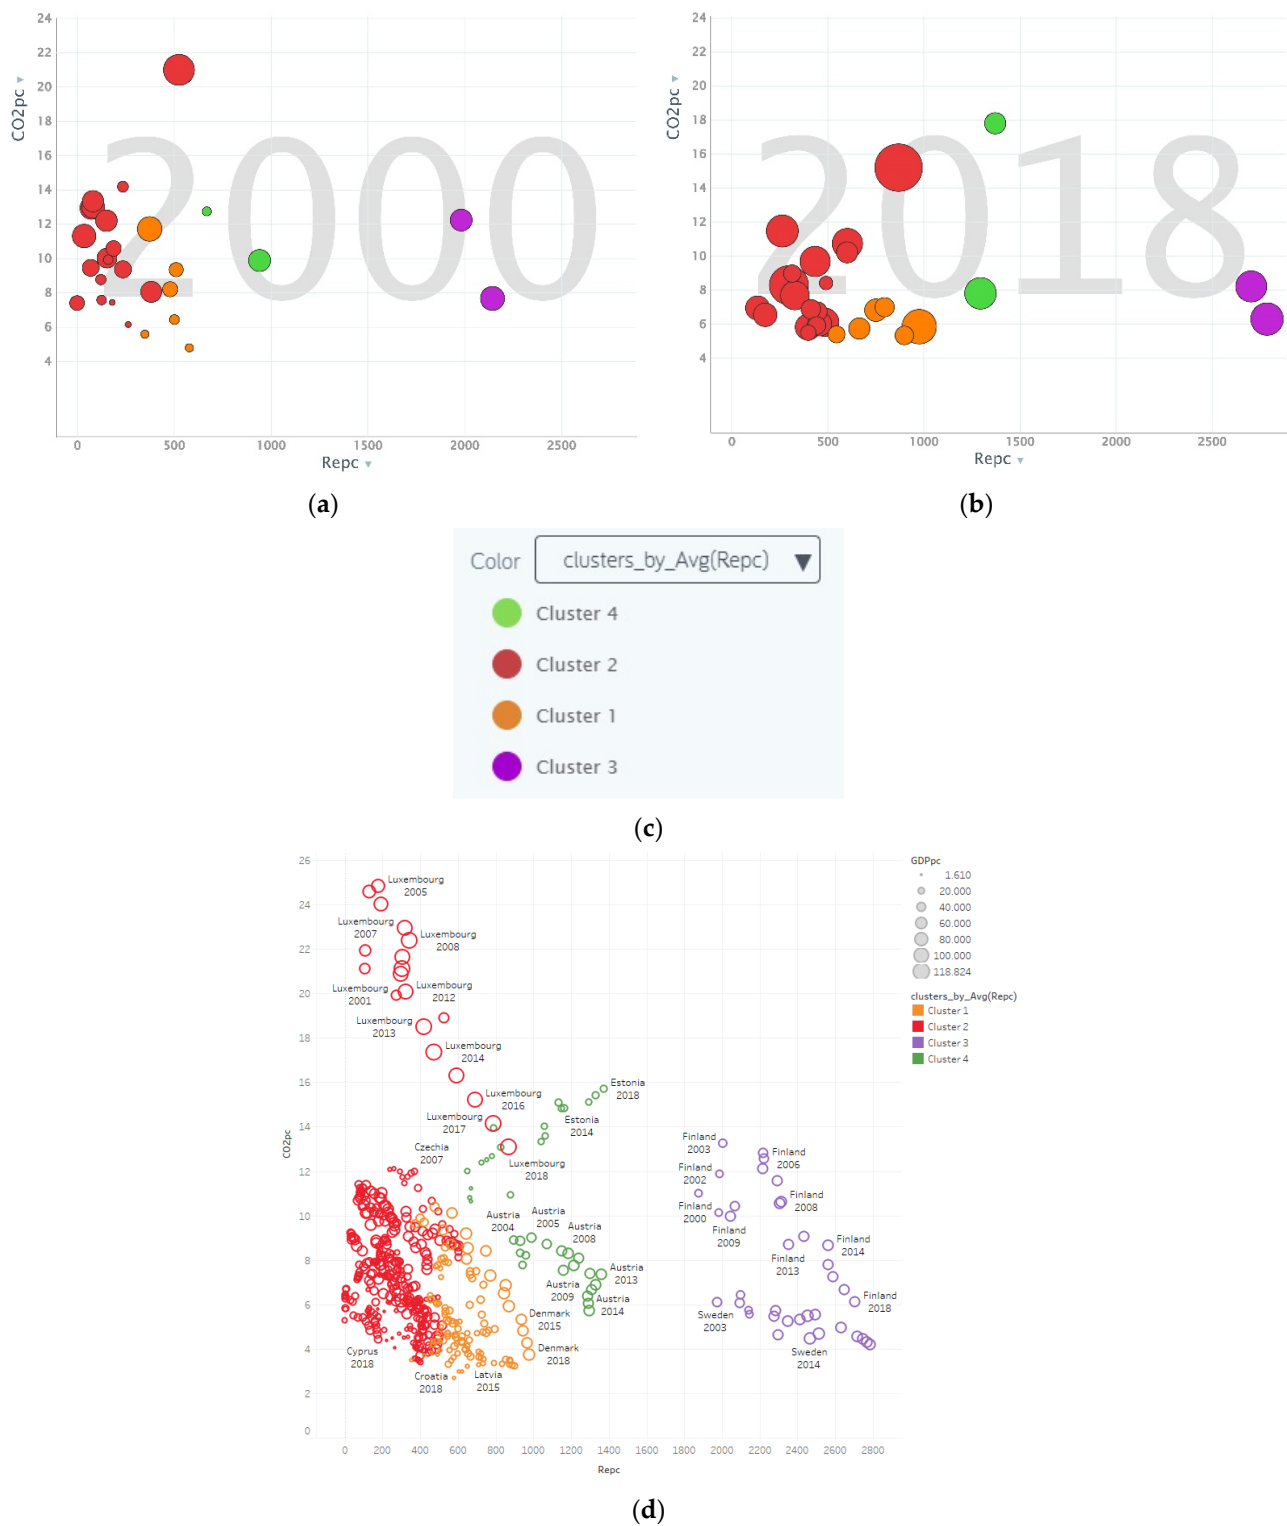 24
22
20
18
16
14
12
10
8
6
4
CO2pc
2000
0 500 1000 1500 2000 2500
Repc
(a)
24
22
20
18
16
14
12
10
8
6
4
CO2pc
2018
0 500 1000 1500 2000 2500
Repc
(b)
Color clusters_by_Avg(Repc)
Cluster 4
Cluster 2
Cluster 1
Cluster 3
(c)
26
24
22
20
18
16
14
12
10
8
6
4
2
0
CO2pc
Luxembourg
2005
Luxembourg
2007
Luxembourg
2008
Luxembourg
2001
Luxembourg
2012
Luxembourg
2013
Luxembourg
2014
Luxembourg
2016
Luxembourg
2017
Luxembourg
2018
Estonia
2018
Estonia
2014
Czechia
2007
Austria
2004
Austria
2005
Austria
2008
Austria
2009
Austria
2013
Austria
2014
Denmark
2015
Denmark
2018
Cyprus
2018
Croatia
2018
Latvia
2015
Finland
2003
Finland
2006
Finland
2002
Finland
2000
Finland
2008
Finland
2009
Finland
2013
Finland
2014
Finland
2018
Sweden
2003
Sweden
2014
0 200 400 600 800 1000 1200 1400 1600 1800 2000 2200 2400 2600 2800
Repc
GDPpc
1.610
20.000
40.000
60.000
80.000
100.000
118.824
clusters_by_Avg(Repc)
Cluster 1
Cluster 2
Cluster 3
Cluster 4
(d)